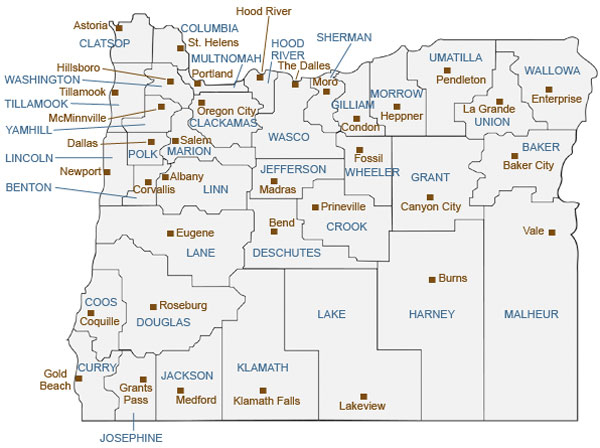 Hood River
Astoria
CLATSOP
COLUMBIA
St. Helens
HOOD
RIVER
SHERMAN
MULTNOMAH
The Dalles
UMATILLA
Pendleton
WALLOWA
Hillsboro
Portland
Moro
WASHINGTON
Tillamook
TILLAMOOK
Oregon City
GILLIAM
MORROW
Heppner
La Grande
UNION
Enterprise
McMinnville
CLACKAMAS
Condon
YAMHILL
WASCO
Dallas
Salem
POLK
MARION
Fossil
WHEELER
BAKER
Baker City
LINCOLN
Newport
JEFFERSON
Madras
GRANT
BENTON
Corvallis
Albany
LINN
Canyon City
Prineville
CROOK
Eugene
LANE
Bend
DESCHUTES
Vale
Burns
COOS
Coquille
Roseburg
DOUGLAS
LAKE
HARNEY
MALHEUR
Gold
Beach
CURRY
Grants
Pass
JACKSON
Medford
KLAMATH
Klamath Falls
Lakeview
JOSEPHINE